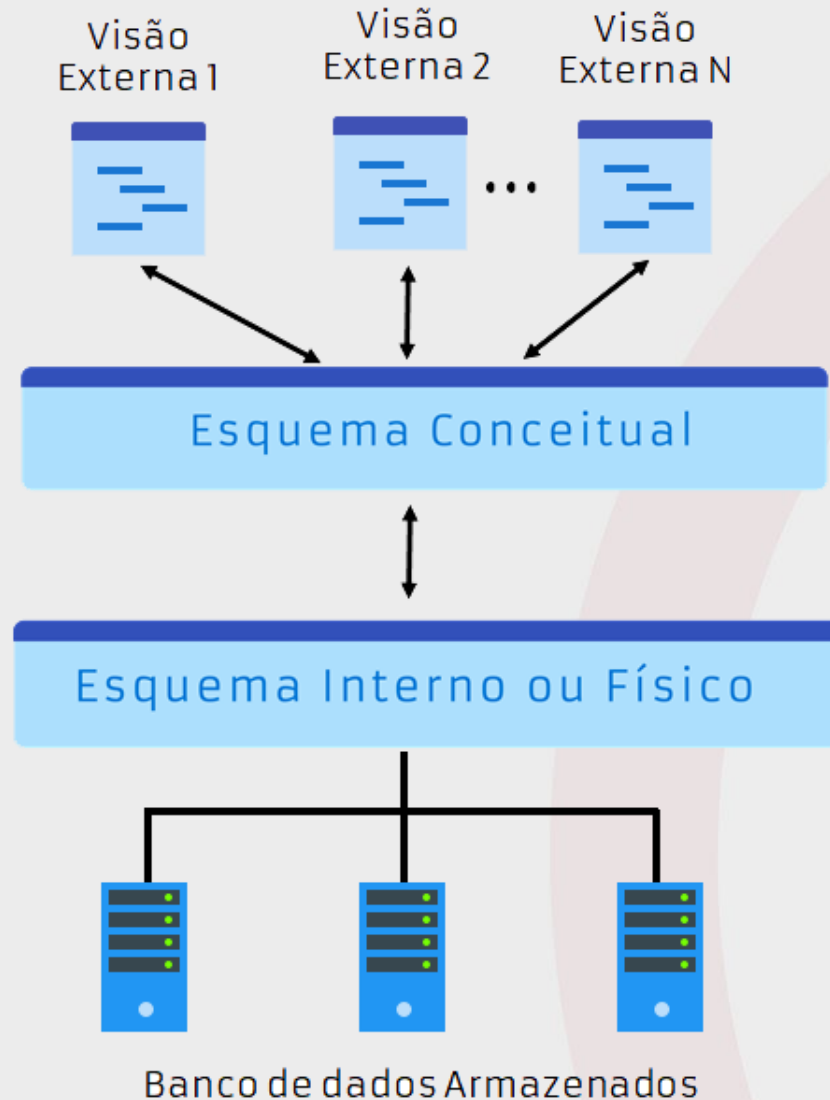 Visão
Externa 1
Visão
Externa 2
Visão
Externa N
Esquema Conceitual
Esquema Interno ou Físico
Banco de dados Armazenados